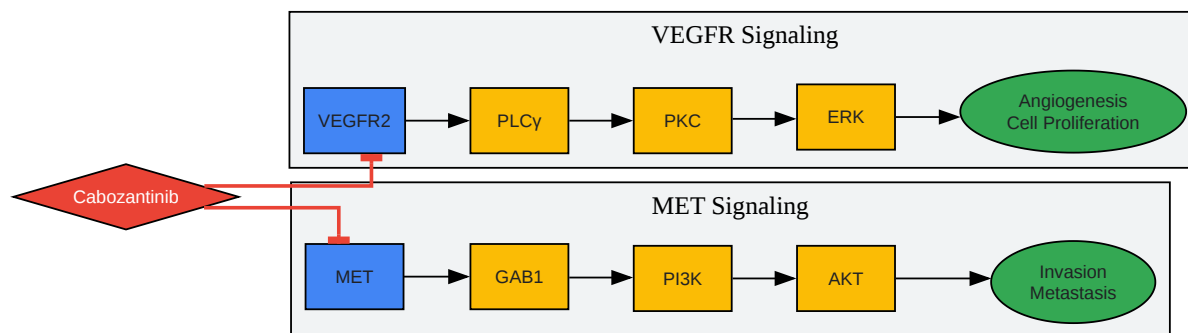 VEGFR Signaling
VEGFR2
PLCγ
PKC
ERK
Angiogenesis
Cell Proliferation
Cabozantinib
MET Signaling
MET
GAB1
PI3K
AKT
Invasion
Metastasis